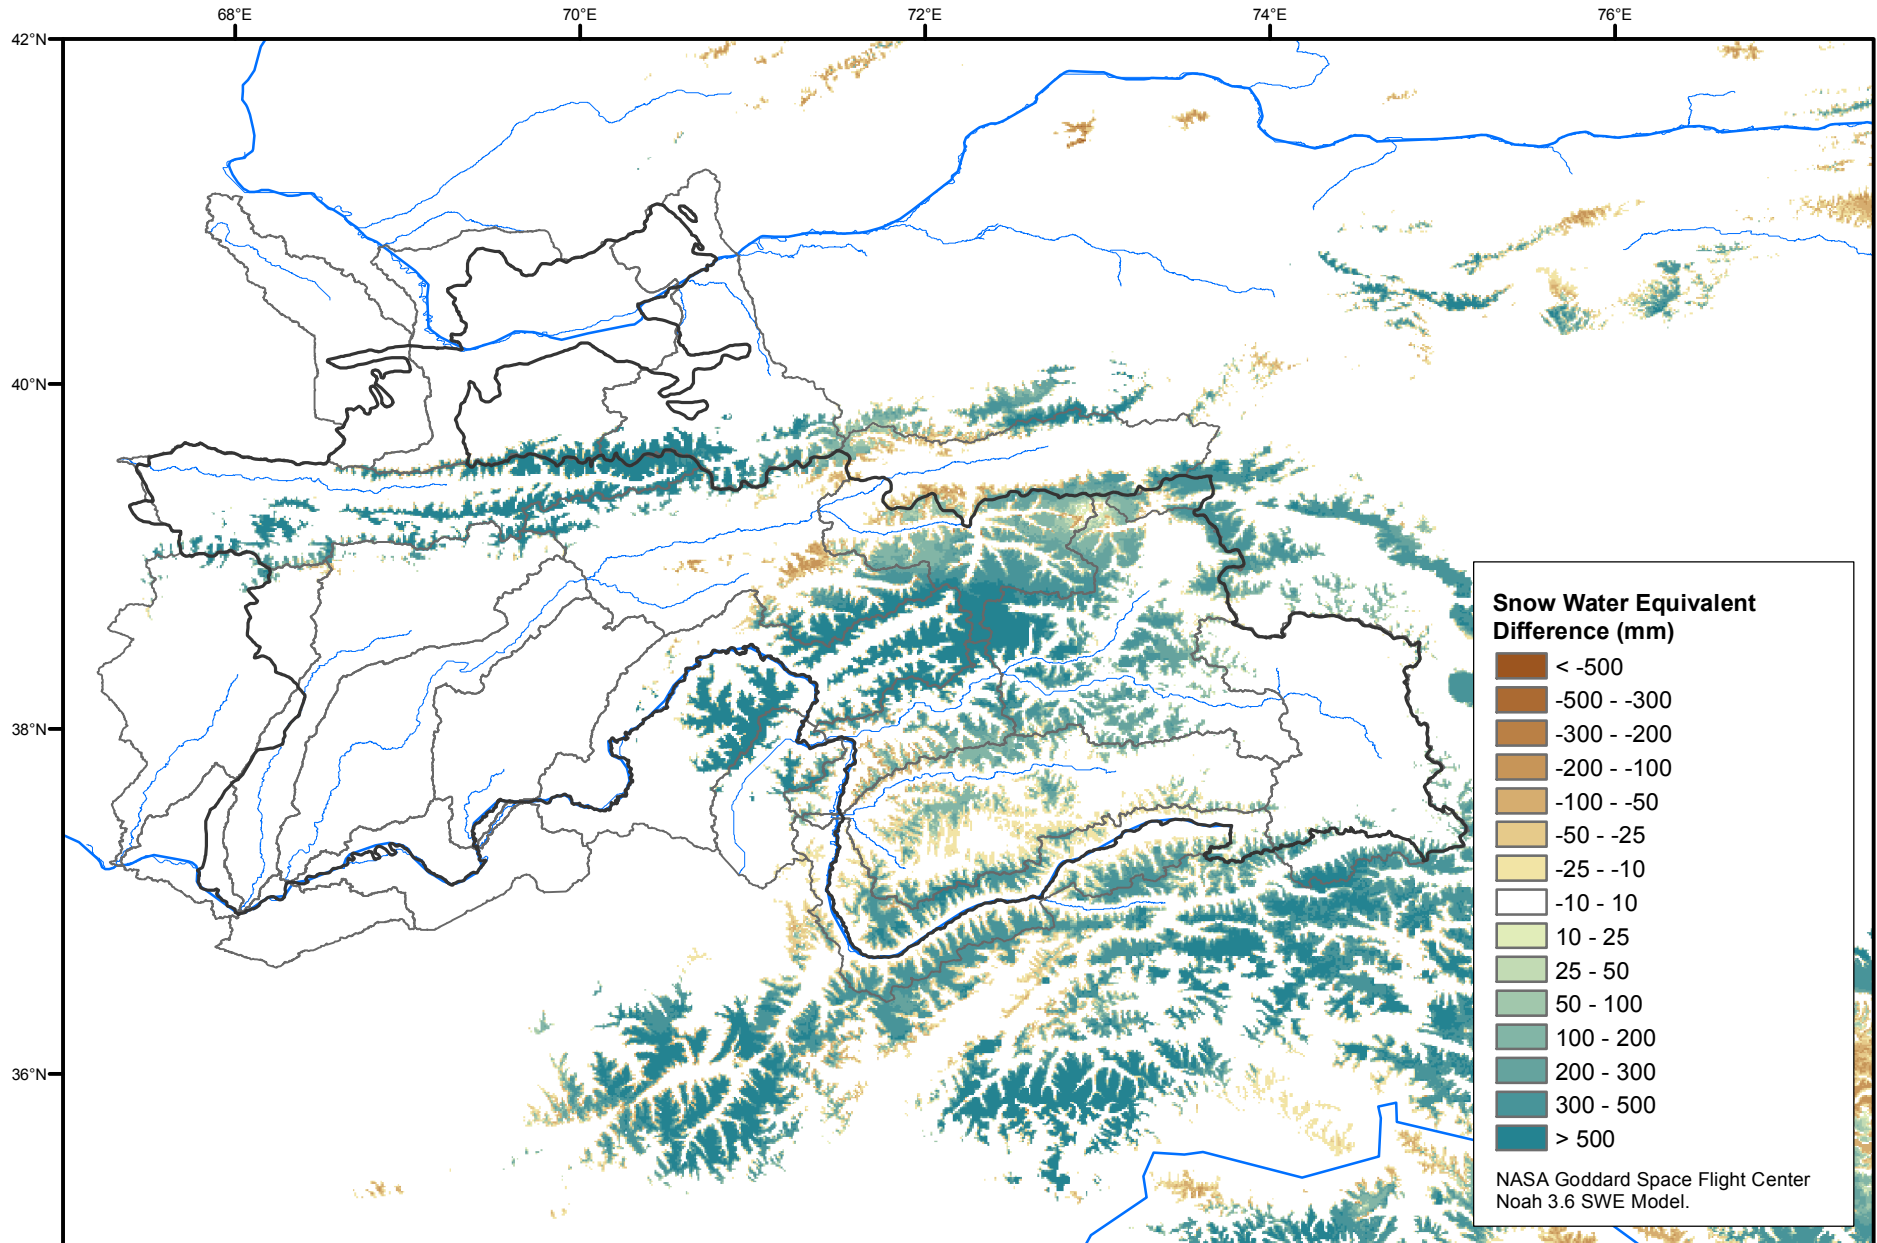 68°E
70°E
72°E
74°E
76°E
42°N
40°N
38°N
36°N
Snow Water Equivalent
Difference (mm)
< -500
-500 - -300
-300 - -200
-200 - -100
-100 - -50
-50 - -25
-25 - -10
-10 - 10
10 - 25
25 - 50
50 - 100
100 - 200
200 - 300
300 - 500
> 500
NASA Goddard Space Flight Center
Noah 3.6 SWE Model.